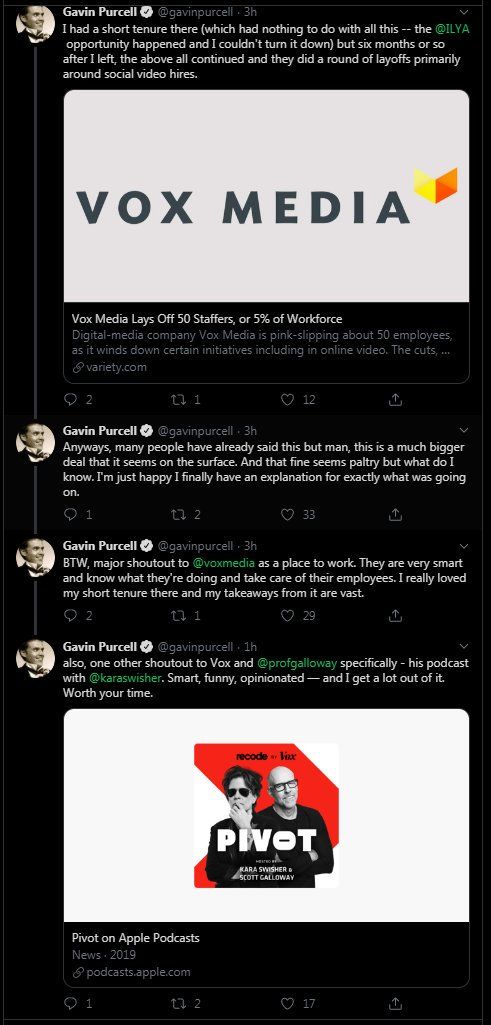 Gavin Purcell @gavinpurcell · 3h
I had a short tenure there (which had nothing to do with all this -- the @ILYA
opportunity happened and I couldn't turn it down) but six months or so
after I left, the above all continued and they did a round of layoffs primarily
around social video hires.
VOX MEDIA
Vox Media Lays Off 50 Staffers, or 5% of Workforce
Digital-media company Vox Media is pink-slipping about 50 employees,
as it winds down certain initiatives including in online video. The cuts, ...
variety.com
2 1 12
Gavin Purcell @gavinpurcell · 3h
Anyways, many people have already said this but man, this is a much bigger
deal that it seems on the surface. And that fine seems paltry but what do I
know. I'm just happy I finally have an explanation for exactly what was going
on.
1 2 33
Gavin Purcell @gavinpurcell · 3h
BTW, major shoutout to @voxmedia as a place to work. They are very smart
and know what they're doing and take care of their employees. I really loved
my short tenure there and my takeaways from it are vast.
2 1 29
Gavin Purcell @gavinpurcell · 1h
also, one other shoutout to Vox and @profgalloway specifically - his podcast
with @karaswisher. Smart, funny, opinionated — and I get a lot out of it.
Worth your time.
recode BY Vox
PIVOT
HOSTED BY
KARA SWISHER &
SCOTT GALLOWAY
Pivot on Apple Podcasts
News · 2019
podcasts.apple.com
1 2 17